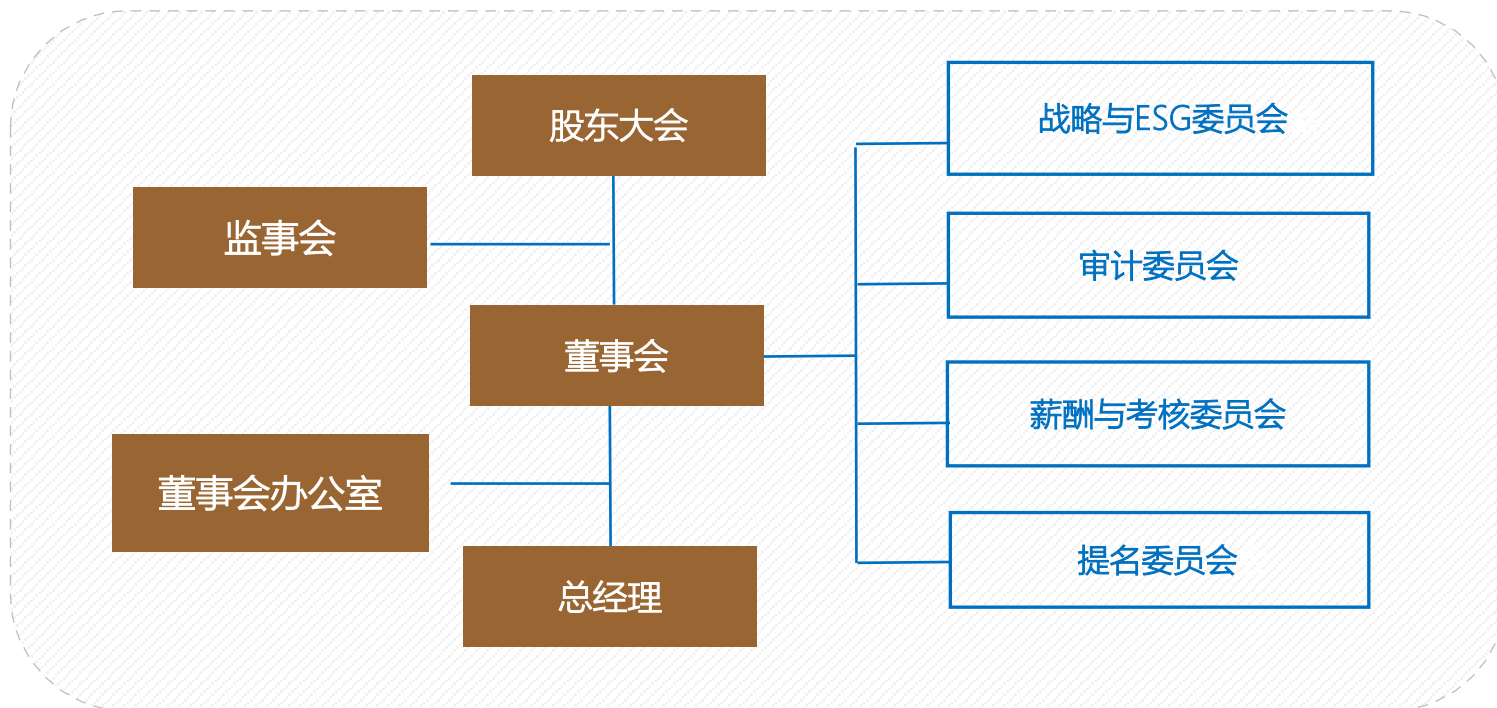 股东大会
监事会
董事会
董事会办公室
总经理
战略与ESG委员会
审计委员会
薪酬与考核委员会
提名委员会